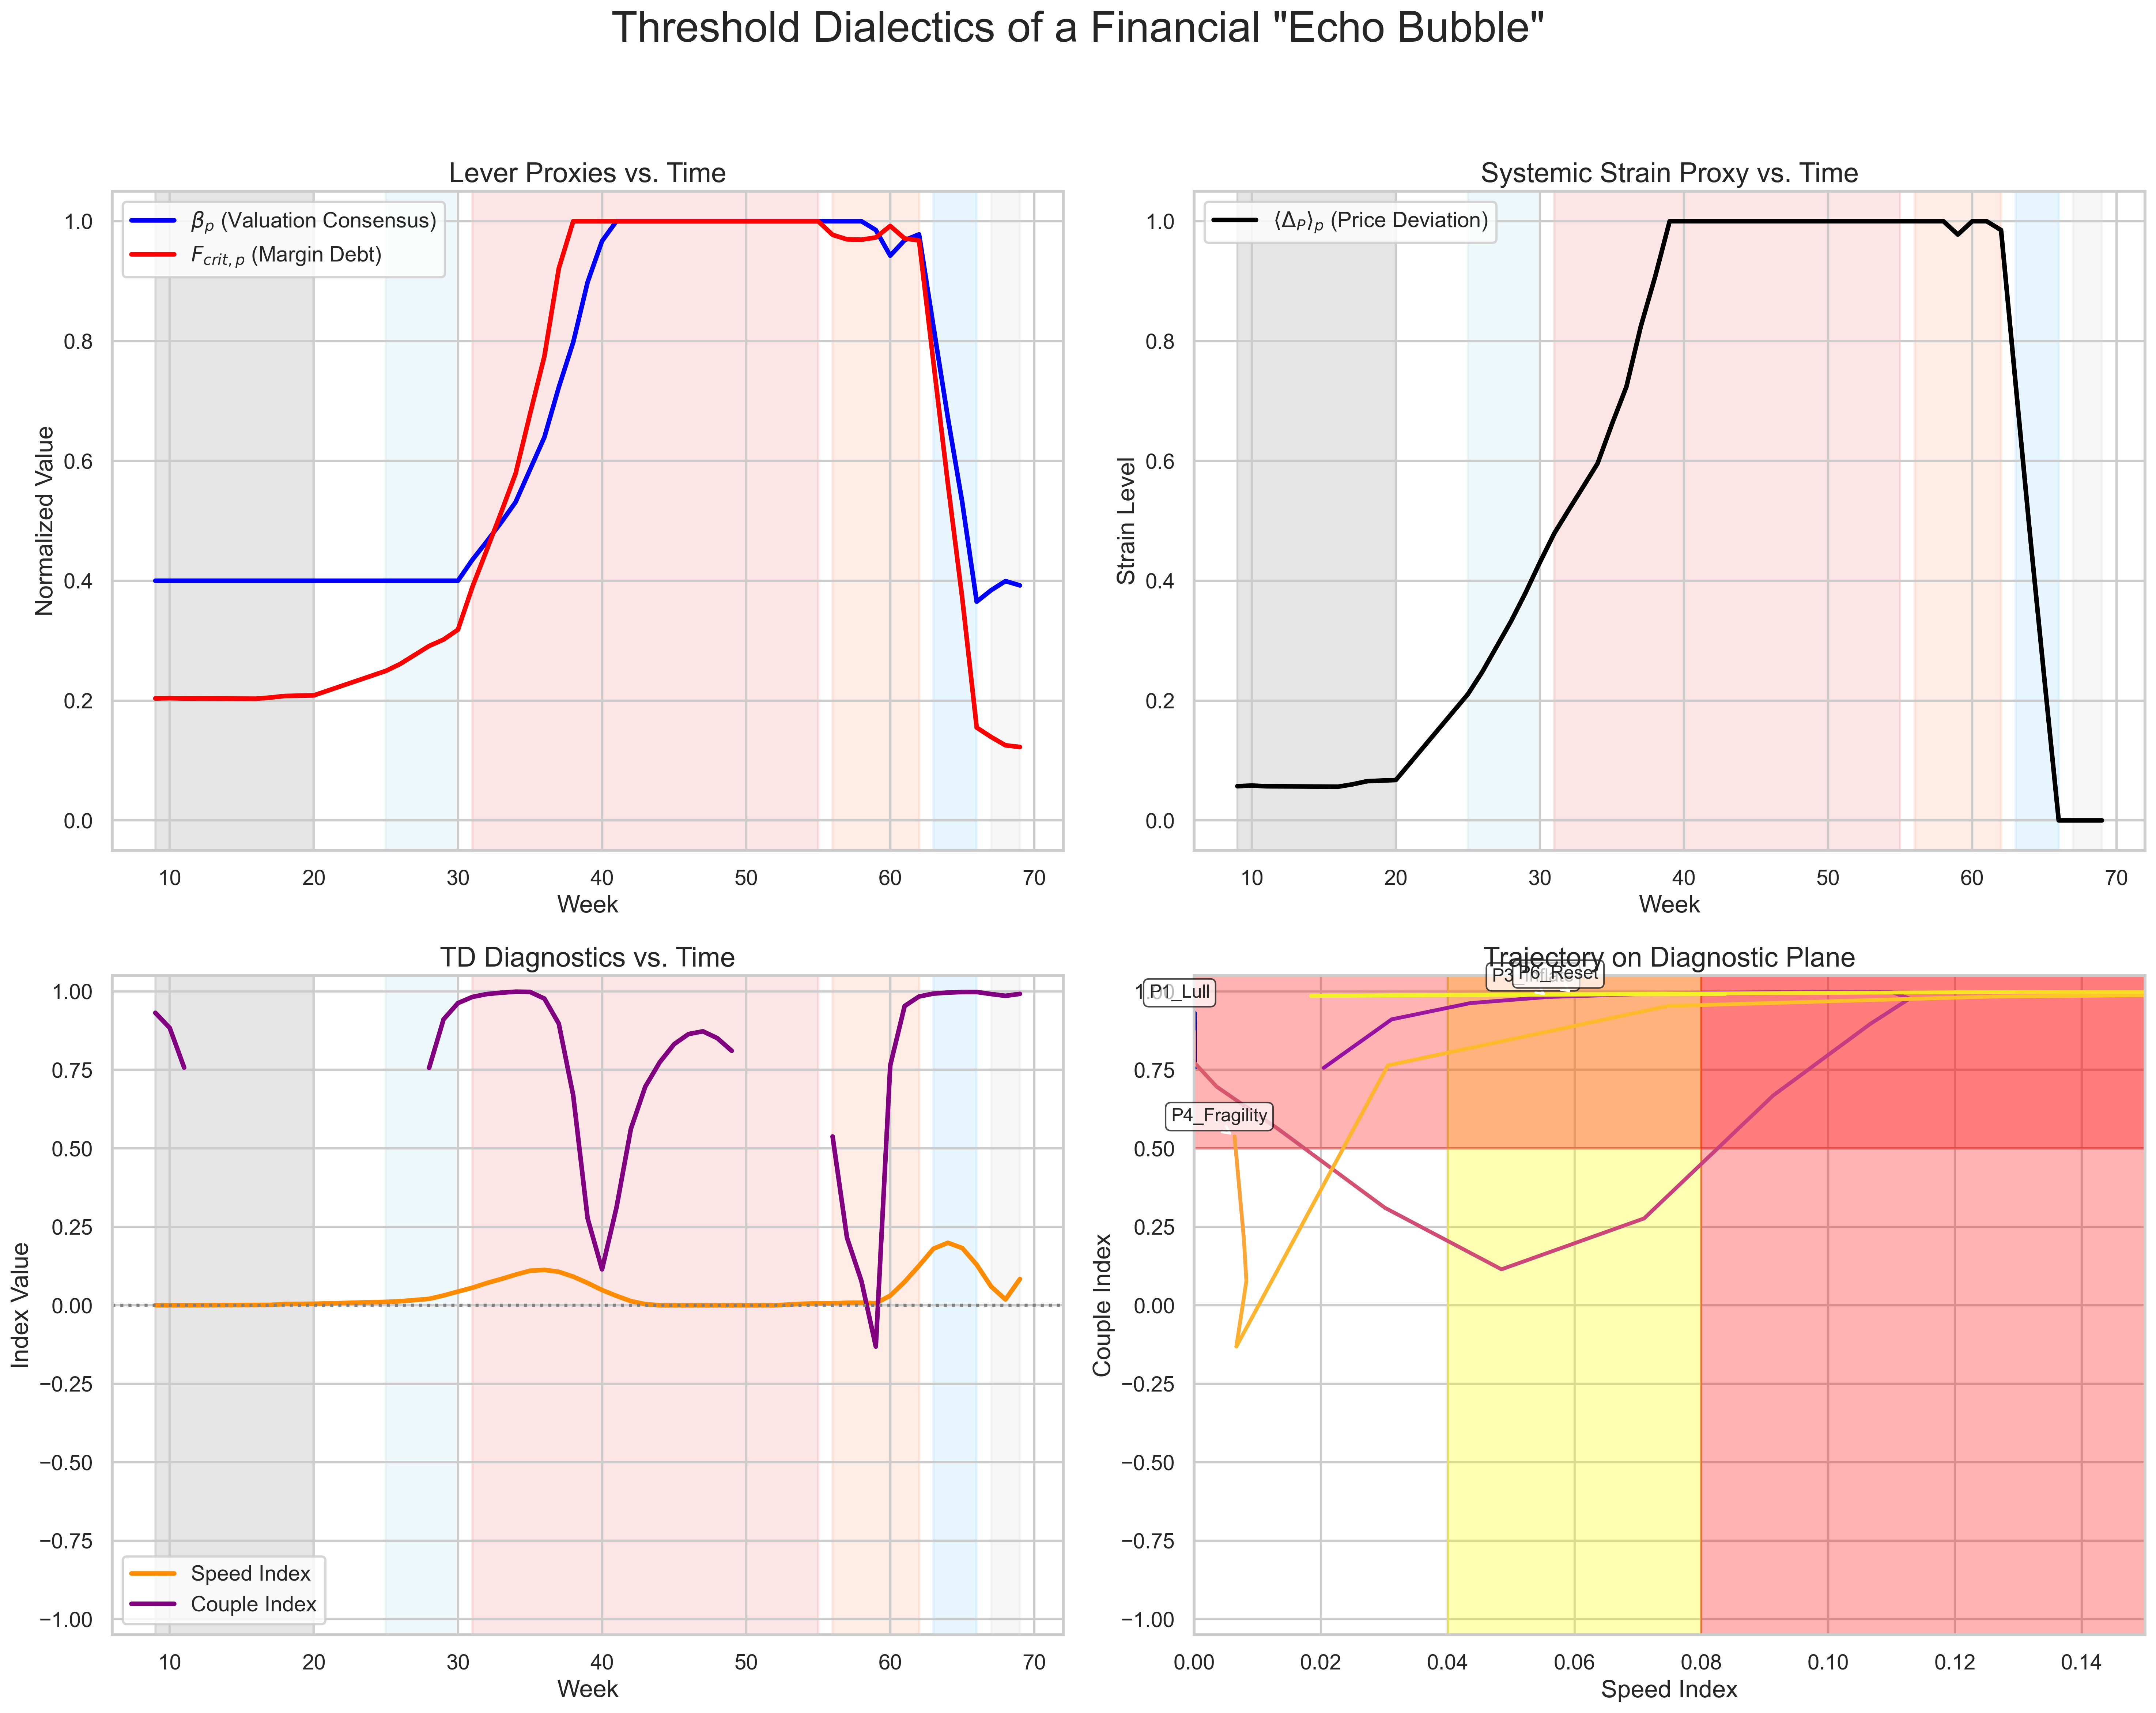 Threshold Dialectics of a Financial "Echo Bubble"
Lever Proxies vs. Time
βp (Valuation Consensus)
Fcrit, p (Margin Debt)
Normalized Value
1.0
0.8
0.6
0.4
0.2
0.0
10 20 30 40 50 60 70
Week
Systemic Strain Proxy vs. Time
⟨ΔP⟩p (Price Deviation)
Strain Level
1.0
0.8
0.6
0.4
0.2
0.0
10 20 30 40 50 60 70
Week
TD Diagnostics vs. Time
Index Value
1.00
0.75
0.50
0.25
0.00
−0.25
−0.50
−0.75
−1.00
Speed Index
Couple Index
10 20 30 40 50 60 70
Week
Trajectory on Diagnostic Plane
P1_Lull
P6_Reset
P4_Fragility
Couple Index
1.00
0.75
0.50
0.25
0.00
−0.25
−0.50
−0.75
−1.00
0.00 0.02 0.04 0.06 0.08 0.10 0.12 0.14
Speed Index